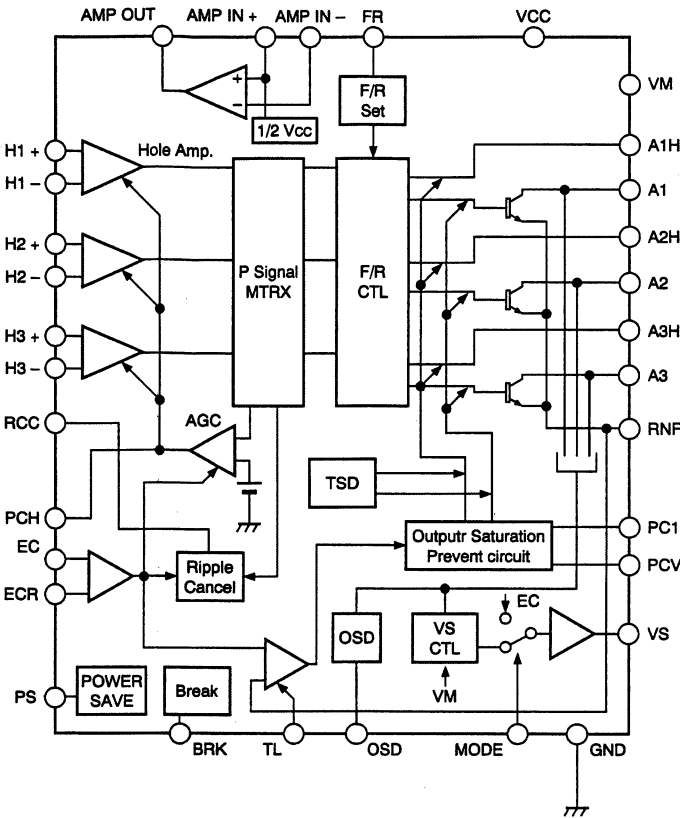 AMP OUT
AMP IN +
AMP IN −
FR
VCC
F/R
Set
VM
1/2 Vcc
H1 +
H1 −
Hole Amp.
A1H
A1
H2 +
H2 −
P Signal
MTRX
F/R
CTL
A2H
A2
H3 +
H3 −
A3H
A3
RCC
AGC
RNF
TSD
PCH
Outputr Saturation
Prevent circuit
PC1
PCV
EC
ECR
Ripple
Cancel
OSD
VS
CTL
EC
VS
PS
POWER
SAVE
Break
VM
BRK
TL
OSD
MODE
GND